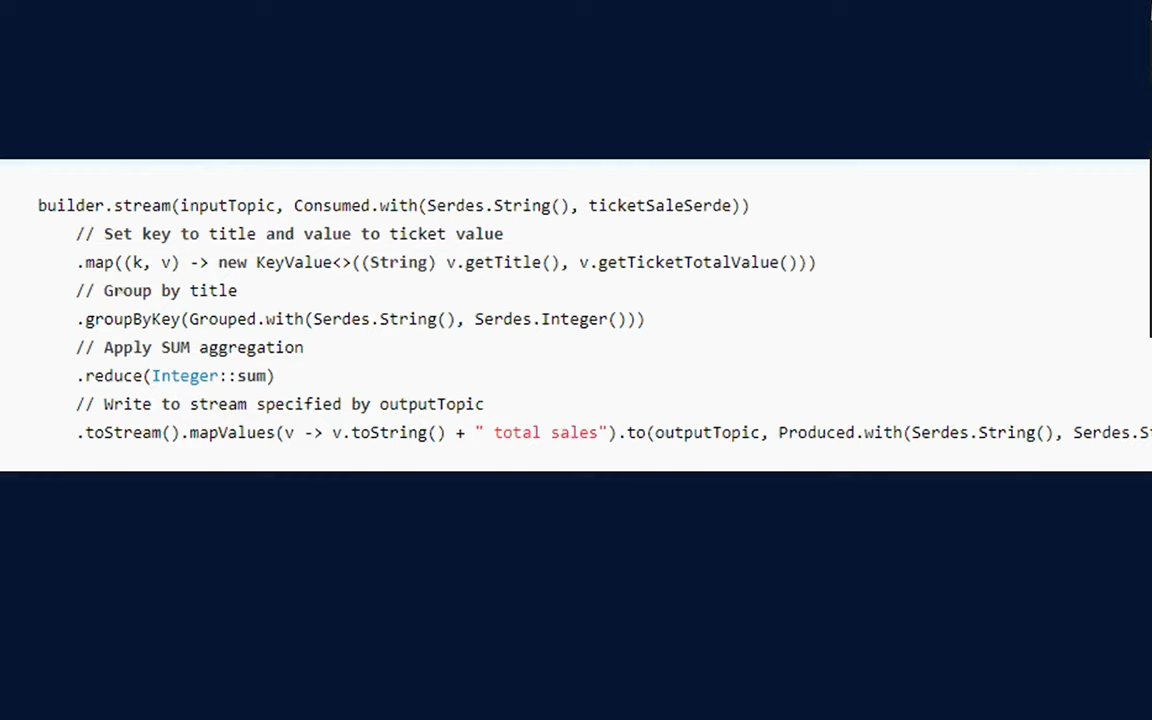 builder.stream(inputTopic, Consumed.with(Serdes.String(), ticketSaleSerde))
// Set key to title and value to ticket value
.map((k, v) -> new KeyValue<>((String) v.getTitle(), v.getTicketTotalValue()))
// Group by title
.groupByKey(Grouped.with(Serdes.String(), Serdes.Integer()))
// Apply SUM aggregation
.reduce(Integer::sum)
// Write to stream specified by outputTopic
.toStream().mapValues(v -> v.toString() + " total sales").to(outputTopic, Produced.with(Serdes.String(), Serdes.S